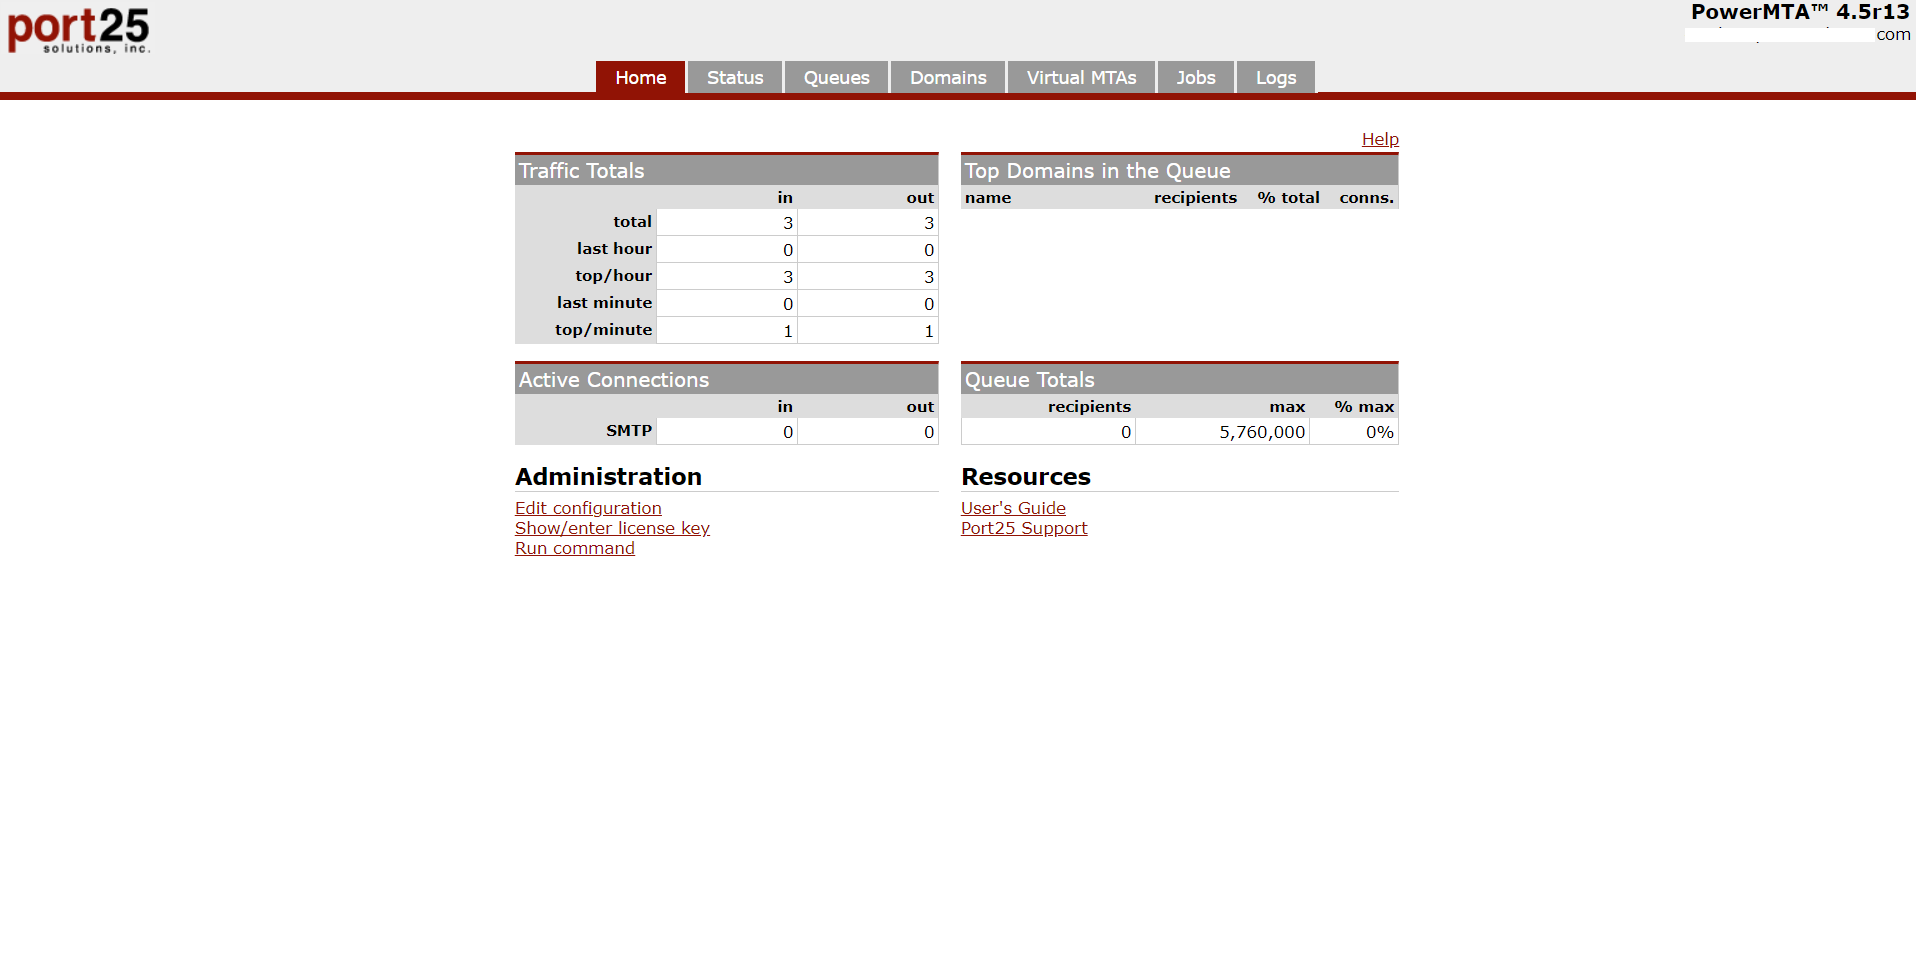 port25
solutions, inc.
PowerMTA™ 4.5r13
com
Home Status Queues Domains Virtual MTAs Jobs Logs
Help
Traffic Totals
in out
total 3 3
last hour 0 0
top/hour 3 3
last minute 0 0
top/minute 1 1
Top Domains in the Queue
name recipients % total conns.
Active Connections
in out
SMTP 0 0
Queue Totals
recipients max % max
0 5,760,000 0%
Administration
Edit configuration
Show/enter license key
Run command
Resources
User's Guide
Port25 Support